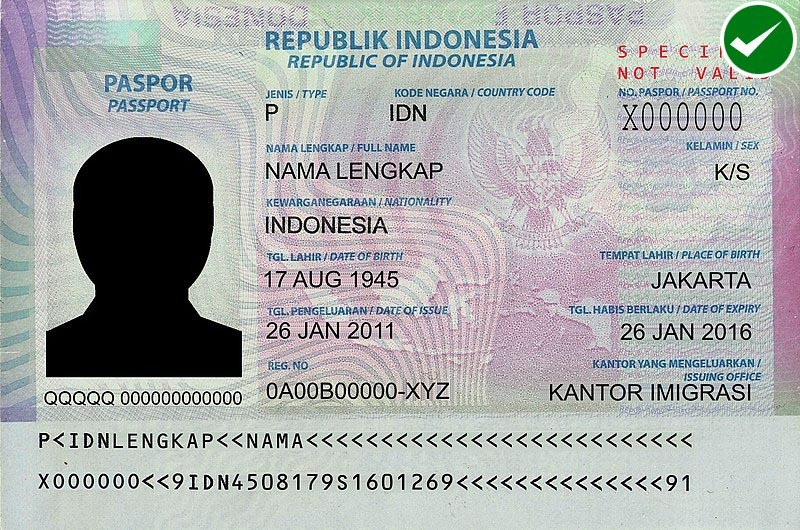 REPUBLIK INDONESIA
REPUBLIC OF INDONESIA
SPECI
NOT VALI
PASPOR
PASSPORT
JENIS / TYPE
KODE NEGARA / COUNTRY CODE
NO. PASPOR / PASSPORT NO.
P
IDN
X000000
NAMA LENGKAP / FULL NAME
KELAMIN / SEX
NAMA LENGKAP
K/S
KEWARGANEGARAAN / NATIONALITY
INDONESIA
TGL. LAHIR / DATE OF BIRTH
TEMPAT LAHIR / PLACE OF BIRTH
17 AUG 1945
JAKARTA
TGL. PENGELUARAN / DATE OF ISSUE
TGL. HABIS BERLAKU / DATE OF EXPIRY
26 JAN 2011
26 JAN 2016
REG. NO
KANTOR YANG MENGELUARKAN /
ISSUING OFFICE
0A00B00000-XYZ
KANTOR IMIGRASI
QQQQQ 000000000000
P<IDNLENGKAP<<NAMA<<<<<<<<<<<<<<<<<<<<<<<<<<
X000000<<9IDN4508179S1601269<<<<<<<<<<<<<<91